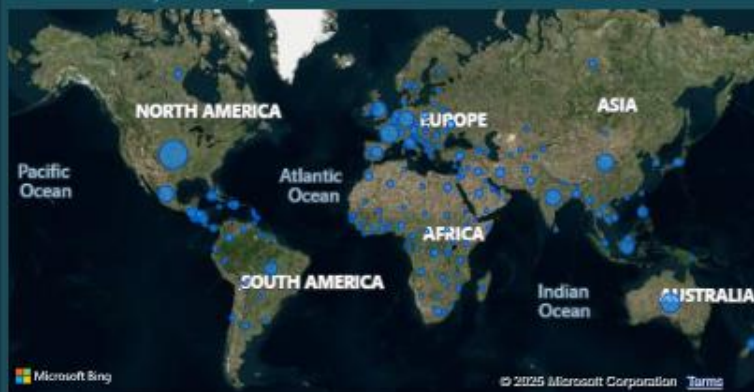 NORTH AMERICA
EUROPE
ASIA
Pacific
Ocean
Atlantic
Ocean
AFRICA
SOUTH AMERICA
Indian
Ocean
AUSTRALIA
Microsoft Bing
© 2025 Microsoft Corporation Terms